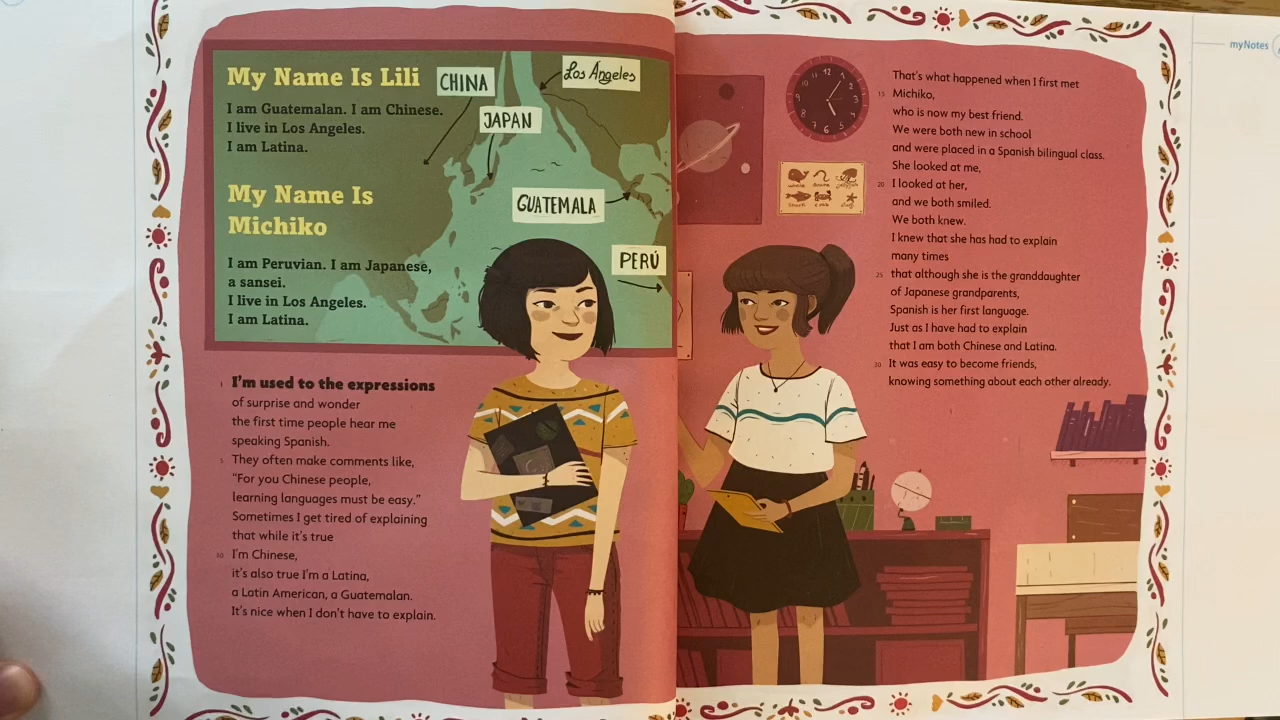 My Name Is Lili
I am Guatemalan. I am Chinese.
I live in Los Angeles.
I am Latina.
My Name Is
Michiko
I am Peruvian. I am Japanese,
a sansei.
I live in Los Angeles.
I am Latina.
CHINA
Los Angeles
JAPAN
GUATEMALA
PERÚ
1 I'm used to the expressions
of surprise and wonder
the first time people hear me
speaking Spanish.
5 They often make comments like,
“For you Chinese people,
learning languages must be easy.”
Sometimes I get tired of explaining
that while it's true
10 I'm Chinese,
it's also true I'm a Latina,
a Latin American, a Guatemalan.
It's nice when I don't have to explain.
12
6
That's what happened when I first met
15 Michiko,
who is now my best friend.
We were both new in school
and were placed in a Spanish bilingual class.
She looked at me,
20 I looked at her,
and we both smiled.
We both knew.
I knew that she has had to explain
many times
25 that although she is the granddaughter
of Japanese grandparents,
Spanish is her first language.
Just as I have had to explain
that I am both Chinese and Latina.
30 It was easy to become friends,
knowing something about each other already.
myNotes